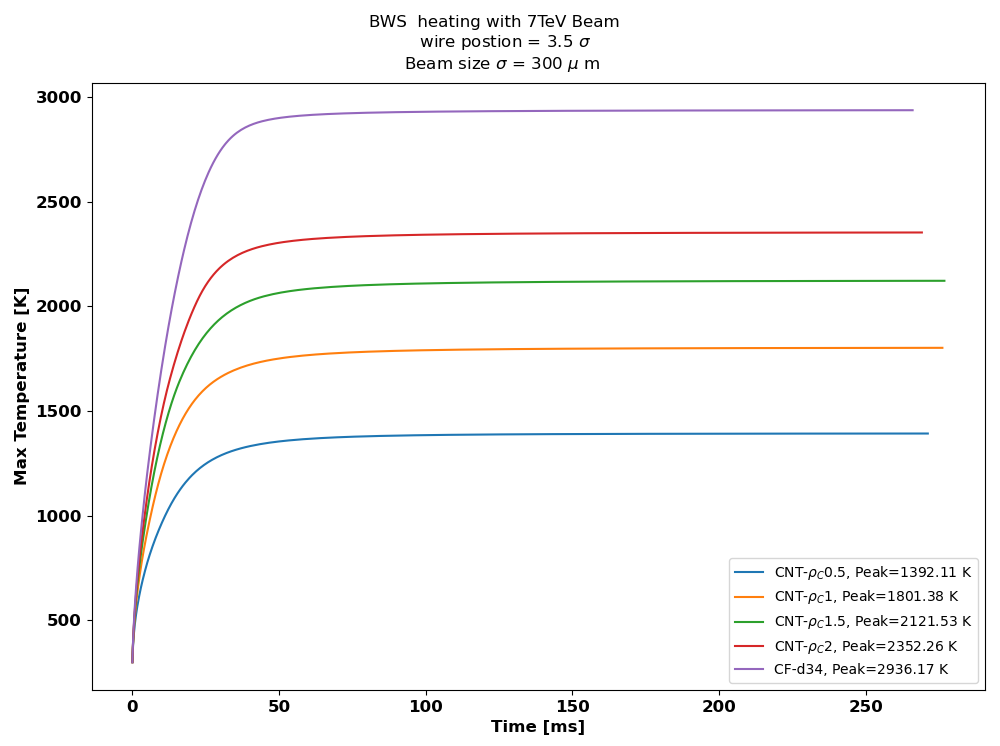 BWS  heating with 7TeV Beam
wire postion = 3.5 σ
Beam size σ = 300 μ m
3000
2500
2000
1500
1000
500
Max Temperature [K]
0 50 100 150 200 250
Time [ms]
CNT-ρC0.5, Peak=1392.11 K
CNT-ρC1, Peak=1801.38 K
CNT-ρC1.5, Peak=2121.53 K
CNT-ρC2, Peak=2352.26 K
CF-d34, Peak=2936.17 K